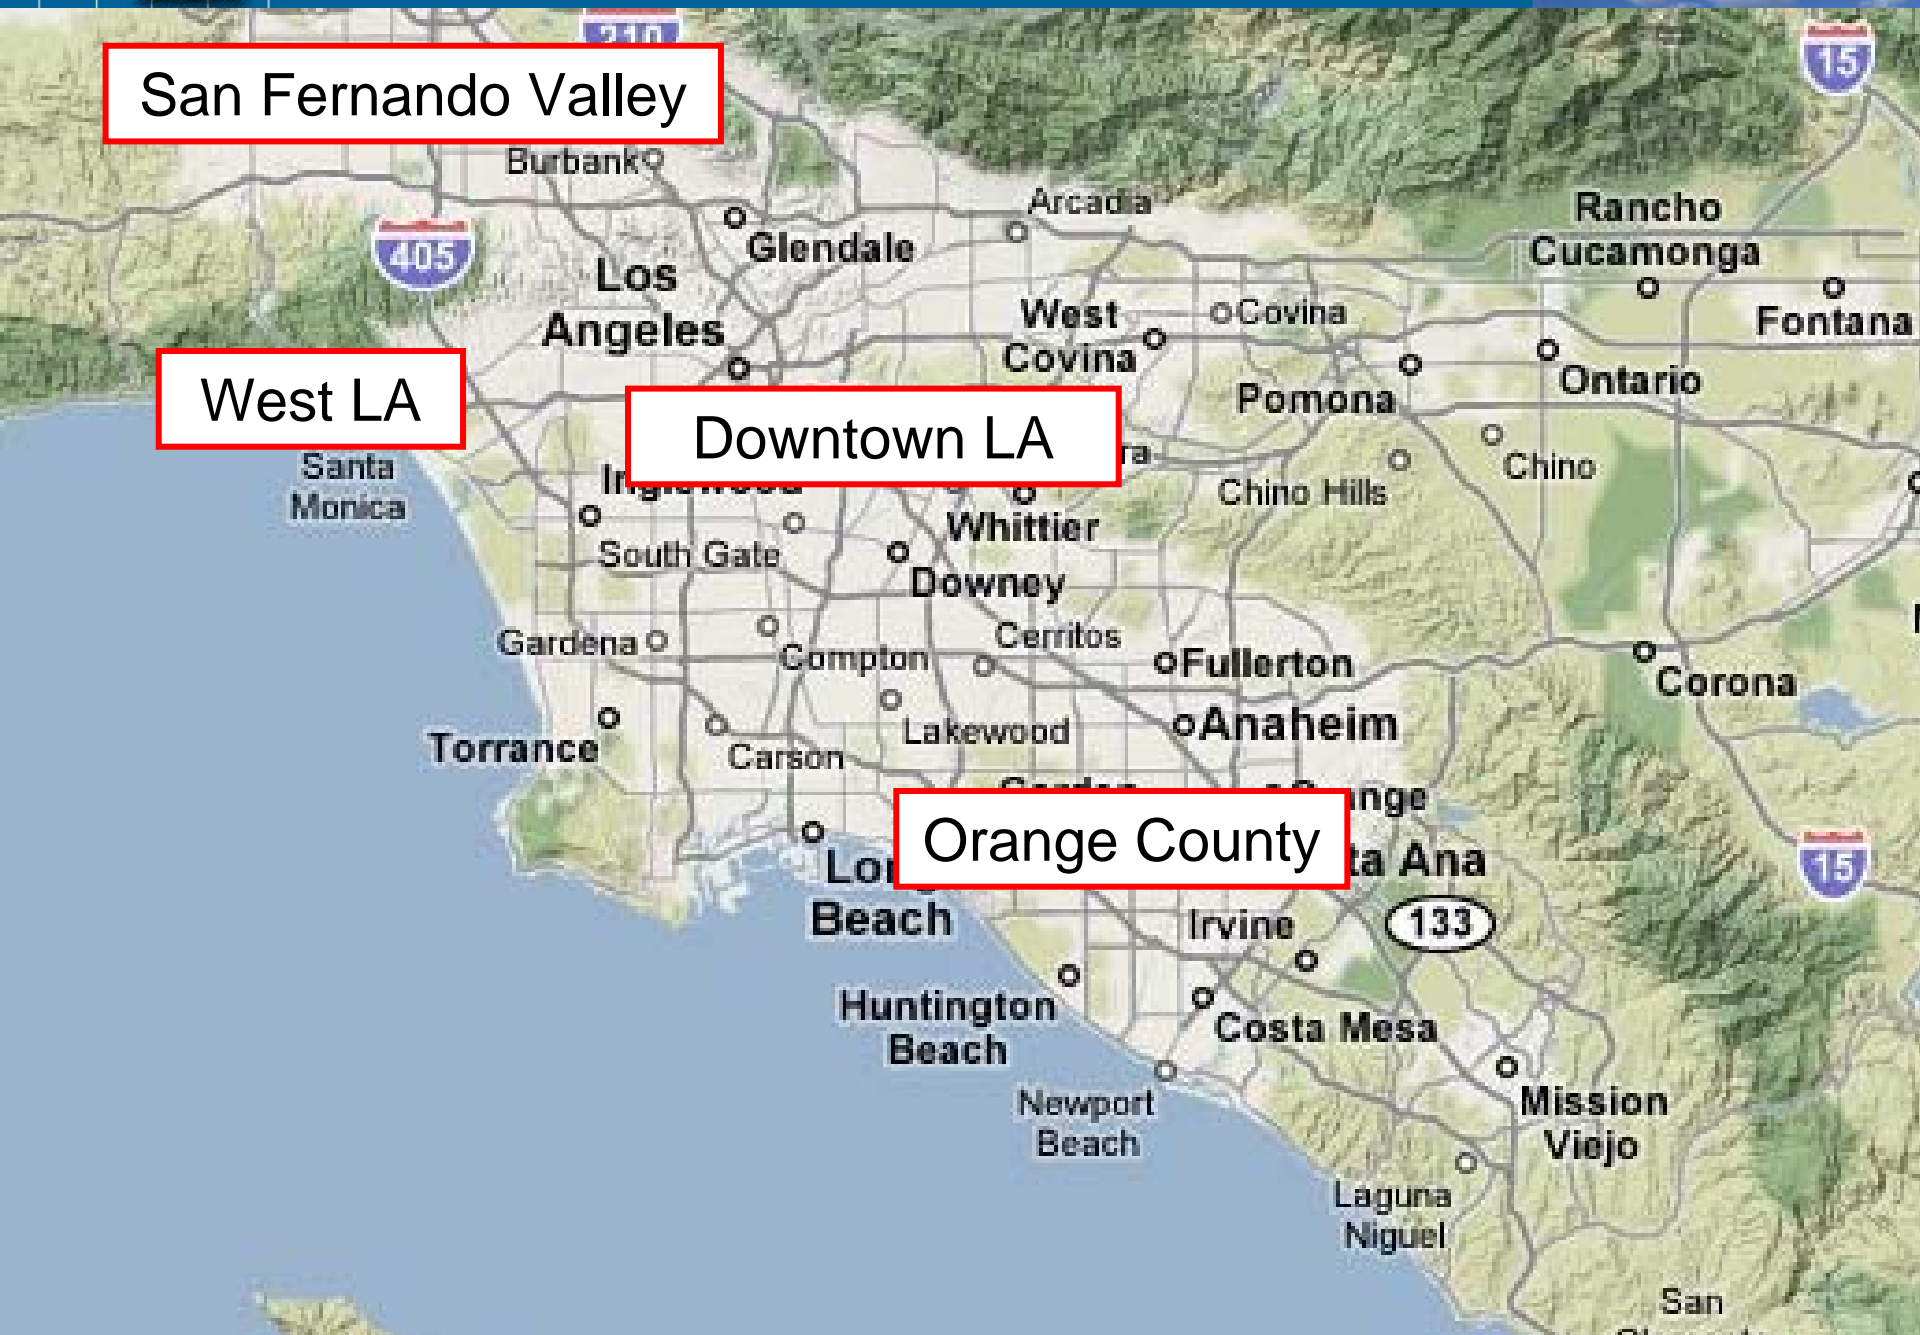 210
15
San Fernando Valley
Burbank
Arcadia
Rancho
Cucamonga
405
Glendale
Los
Angeles
West
Covina
Covina
Fontana
West LA
Downtown LA
Pomona
Ontario
Santa
Monica
Chino Hills
Chino
Whittier
South Gate
Downey
Gardena
Compton
Cerritos
Fullerton
Corona
Torrance
Carson
Lakewood
Anaheim
Orange County
15
Beach
Irvine
133
Huntington
Beach
Costa Mesa
Newport
Beach
Mission
Viejo
Laguna
Niguel
San